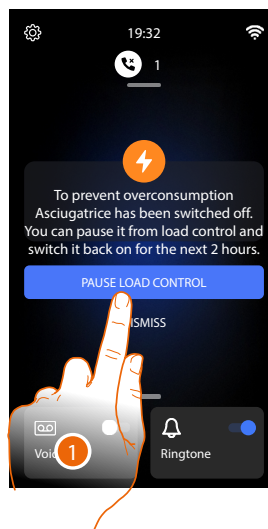 19:32
1
To prevent overconsumption
Asciugatrice has been switched off.
You can pause it from load control and
switch it back on for the next 2 hours.
PAUSE LOAD CONTROL
ISMISS
Voic
1
Ringtone